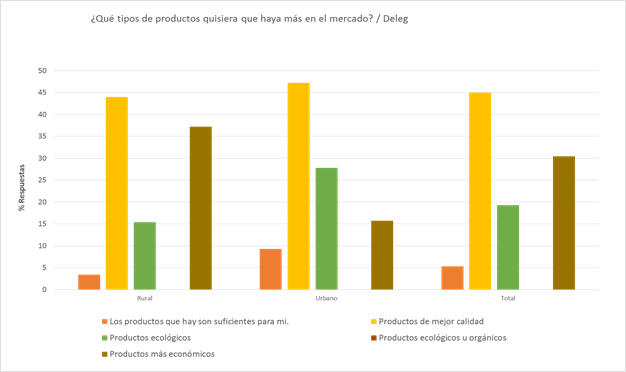 ¿Qué tipos de productos quisiera que haya más en el mercado? / Deleg
50
45
40
35
30
25
20
15
10
5
0
% Respuestas
Rural Urbano Total
Los productos que hay son suficientes para mi. Productos de mejor calidad
Productos ecológicos Productos ecológicos u orgánicos
Productos más económicos